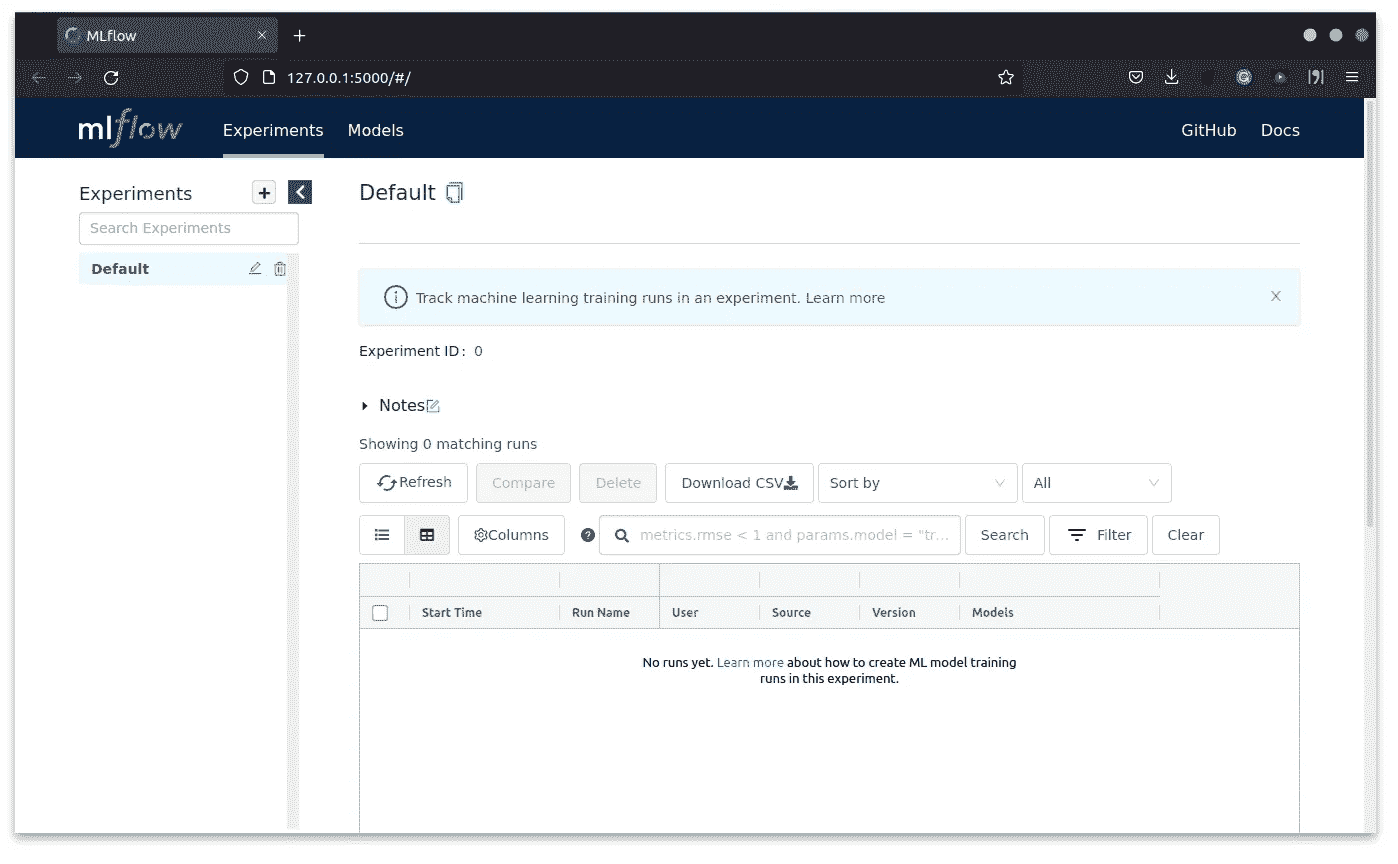 MLflow
127.0.0.1:5000/#/
mlflow Experiments Models GitHub Docs
Experiments
Search Experiments
Default
Default
Track machine learning training runs in an experiment. Learn more
Experiment ID: 0
Notes
Showing 0 matching runs
Refresh Compare Delete Download CSV Sort by All
Columns metrics.rmse < 1 and params.model = "tr... Search Filter Clear
Start Time Run Name User Source Version Models
No runs yet. Learn more about how to create ML model training
runs in this experiment.